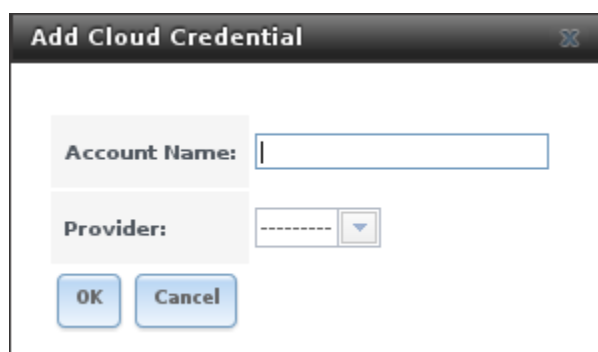 Add Cloud Credential
Account Name:
Provider: ---------
OK Cancel